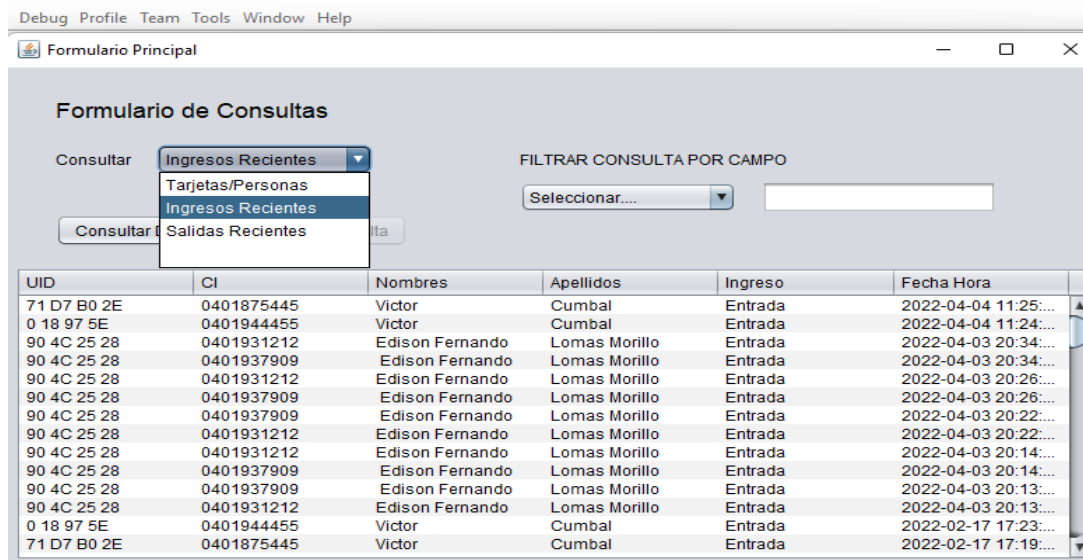 Debug Profile Team Tools Window Help
Formulario Principal
Formulario de Consultas
Consultar Ingresos Recientes FILTRAR CONSULTA POR CAMPO
Tarjetas/Personas
Ingresos Recientes Seleccionar....
Consultar Salidas Recientes
UID CI Nombres Apellidos Ingreso Fecha Hora
71 D7 B0 2E 0401875445 Victor Cumbal Entrada 2022-04-04 11:25:...
0 18 97 5E 0401944455 Victor Cumbal Entrada 2022-04-04 11:24:...
90 4C 25 28 0401931212 Edison Fernando Lomas Morillo Entrada 2022-04-03 20:34:...
90 4C 25 28 0401937909 Edison Fernando Lomas Morillo Entrada 2022-04-03 20:34:...
90 4C 25 28 0401931212 Edison Fernando Lomas Morillo Entrada 2022-04-03 20:26:...
90 4C 25 28 0401937909 Edison Fernando Lomas Morillo Entrada 2022-04-03 20:26:...
90 4C 25 28 0401937909 Edison Fernando Lomas Morillo Entrada 2022-04-03 20:22:...
90 4C 25 28 0401931212 Edison Fernando Lomas Morillo Entrada 2022-04-03 20:22:...
90 4C 25 28 0401931212 Edison Fernando Lomas Morillo Entrada 2022-04-03 20:14:...
90 4C 25 28 0401937909 Edison Fernando Lomas Morillo Entrada 2022-04-03 20:14:...
90 4C 25 28 0401937909 Edison Fernando Lomas Morillo Entrada 2022-04-03 20:13:...
90 4C 25 28 0401931212 Edison Fernando Lomas Morillo Entrada 2022-04-03 20:13:...
0 18 97 5E 0401944455 Victor Cumbal Entrada 2022-02-17 17:23:...
71 D7 B0 2E 0401875445 Victor Cumbal Entrada 2022-02-17 17:19:...